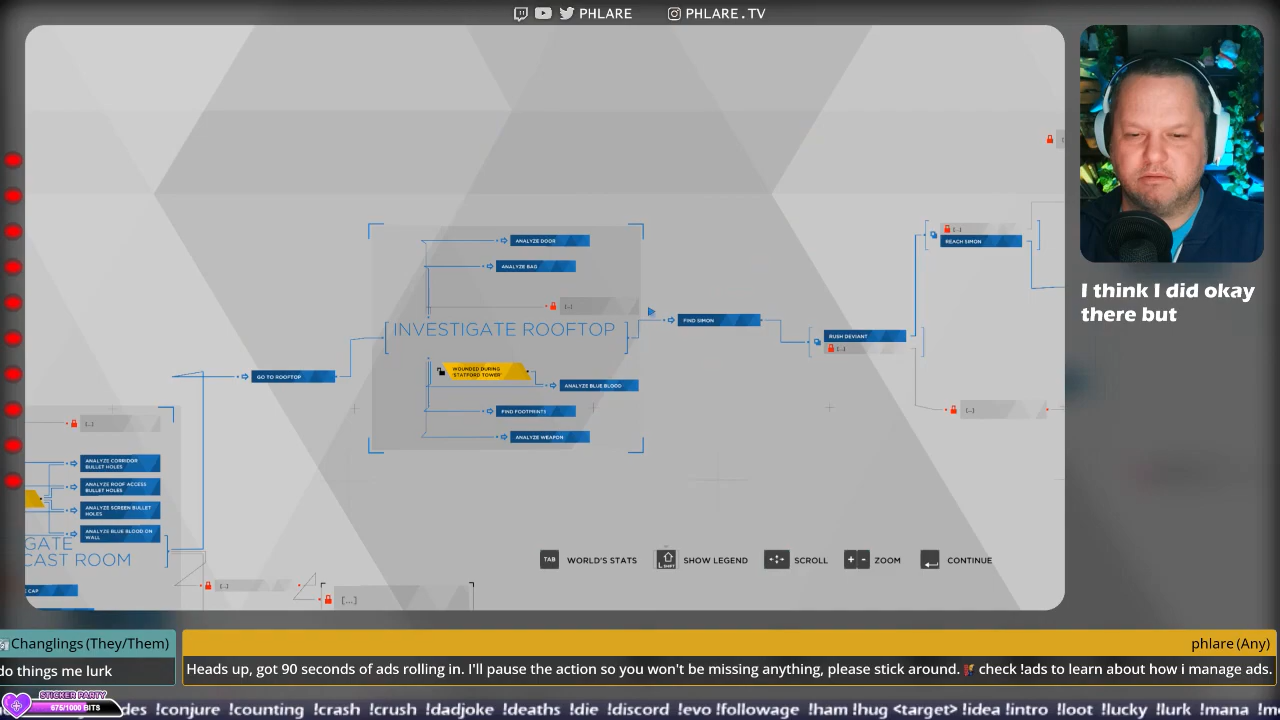 PHLARE PHLARE.TV
[...]
REACH SIMON
ANALYZE DOOR
ANALYZE BAG
[...]
INVESTIGATE ROOFTOP
FIND SIMON
RUSH DEVIANT
[...]
WOUNDED DURING
'STATFORD TOWER'
GO TO ROOFTOP
ANALYZE BLUE BLOOD
FIND FOOTPRINTS
ANALYZE WEAPON
[...]
[...]
ANALYZE CORRIDOR
BULLET HOLES
ANALYZE ROOF ACCESS
BULLET HOLES
ANALYZE SCREEN BULLET
HOLES
ANALYZE BLUE BLOOD ON
WALL
GATE
CAST ROOM
CAP
[...]
[...]
TAB WORLD'S STATS L SHIFT SHOW LEGEND SCROLL + - ZOOM CONTINUE
I think I did okay
there but
Changlings (They/Them)
do things me lurk
phlare (Any)
Heads up, got 90 seconds of ads rolling in. I'll pause the action so you won't be missing anything, please stick around. check !ads to learn about how i manage ads.
STICKER PARTY
675/1000 BITS
des !conjure !counting !crash !crush !dadjoke !deaths !die !discord !evo !followage !ham !hug <target> !idea !intro !loot !lucky !lurk !mana